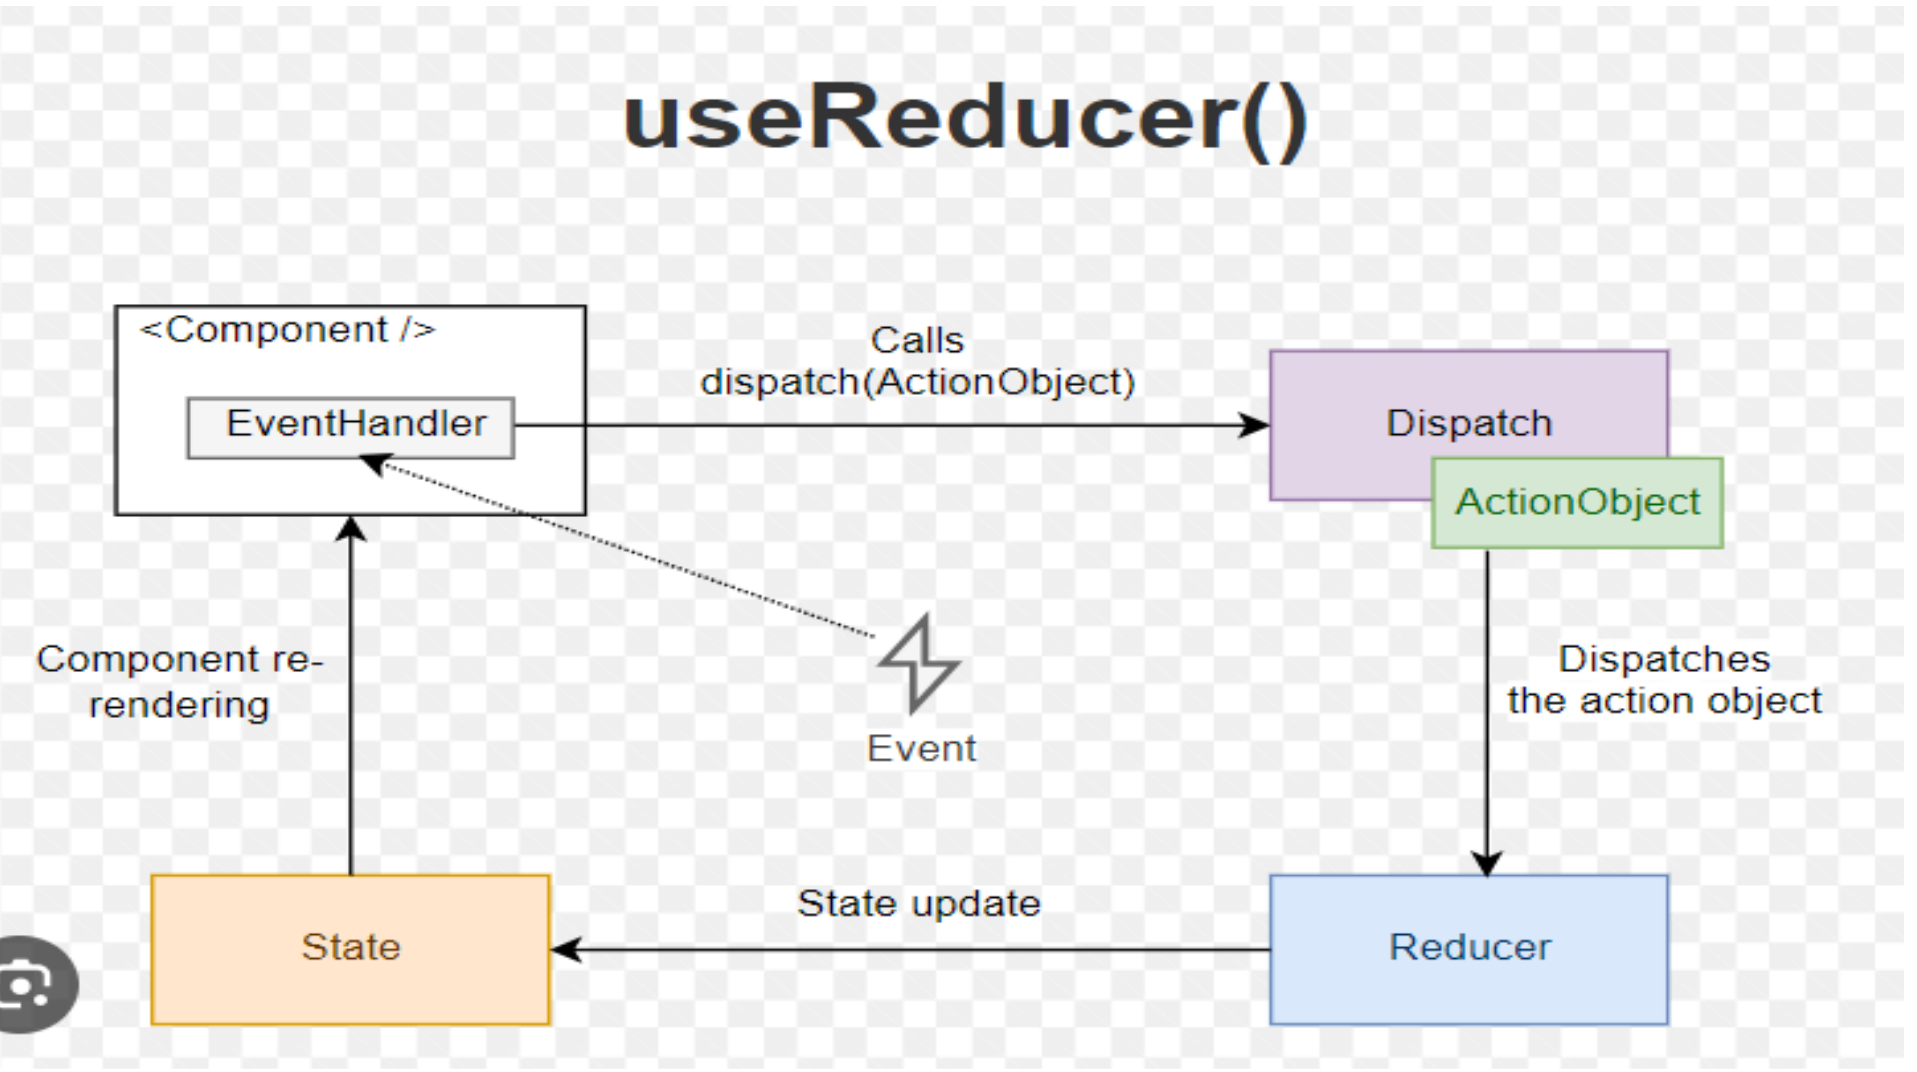 useReducer()
<Component />
EventHandler
Calls
dispatch(ActionObject)
Dispatch
ActionObject
Component re-
rendering
Event
Dispatches
the action object
State
State update
Reducer